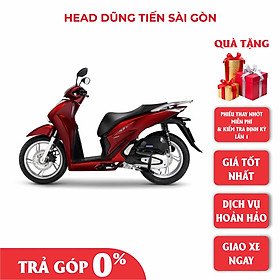 HEAD DŨNG TIẾN SÀI GÒN
QUÀ TẶNG
PHIẾU THAY NHỚT
MIỄN PHÍ
& KIỂM TRA ĐỊNH KỲ
LẦN 1
GIÁ TỐT
NHẤT
DỊCH VỤ
HOÀN HẢO
GIAO XE
NGAY
TRẢ GÓP 0%